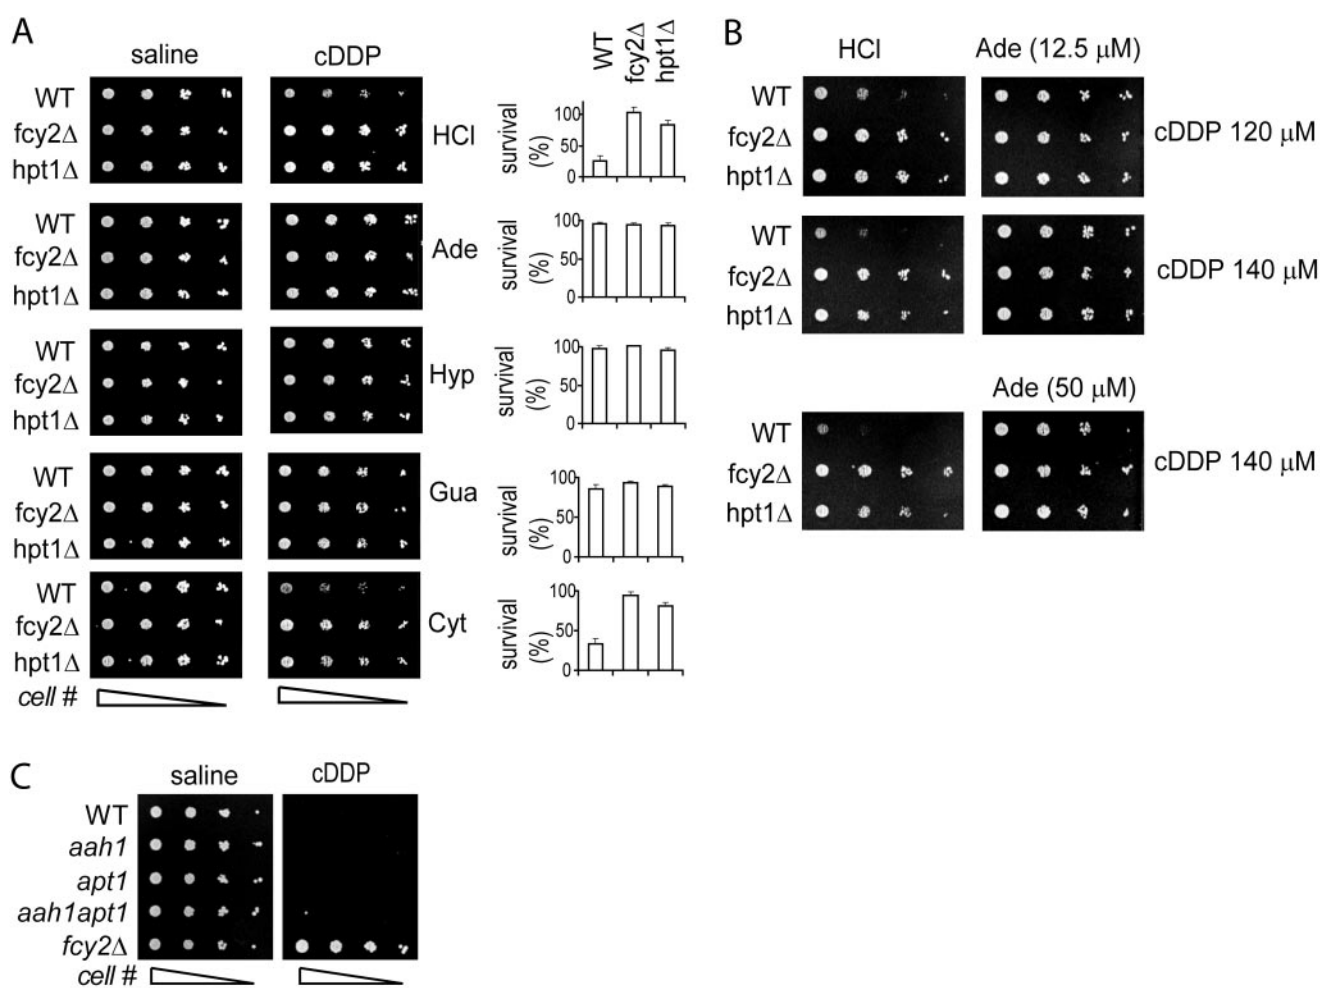 A
saline
cDDP
WT
fcy2Δ
hpt1Δ
WT
fcy2Δ
hpt1Δ
HCl
survival
(%)
100
50
0
WT
fcy2Δ
hpt1Δ
Ade
survival
(%)
100
50
0
WT
fcy2Δ
hpt1Δ
Hyp
survival
(%)
100
50
0
WT
fcy2Δ
hpt1Δ
Gua
survival
(%)
100
50
0
WT
fcy2Δ
hpt1Δ
Cyt
survival
(%)
100
50
0
cell #
B
HCl
Ade (12.5 μM)
WT
fcy2Δ
hpt1Δ
cDDP 120 μM
WT
fcy2Δ
hpt1Δ
cDDP 140 μM
Ade (50 μM)
WT
fcy2Δ
hpt1Δ
cDDP 140 μM
C
saline
cDDP
WT
aah1
apt1
aah1apt1
fcy2Δ
cell #